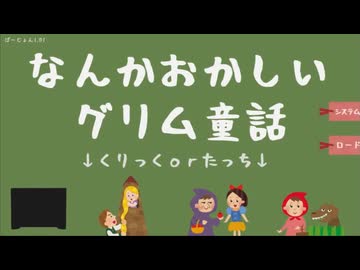 ばーじょん1.01
なんかおかしい
グリム童話
↓くりっくorたっち↓
システム
ロード